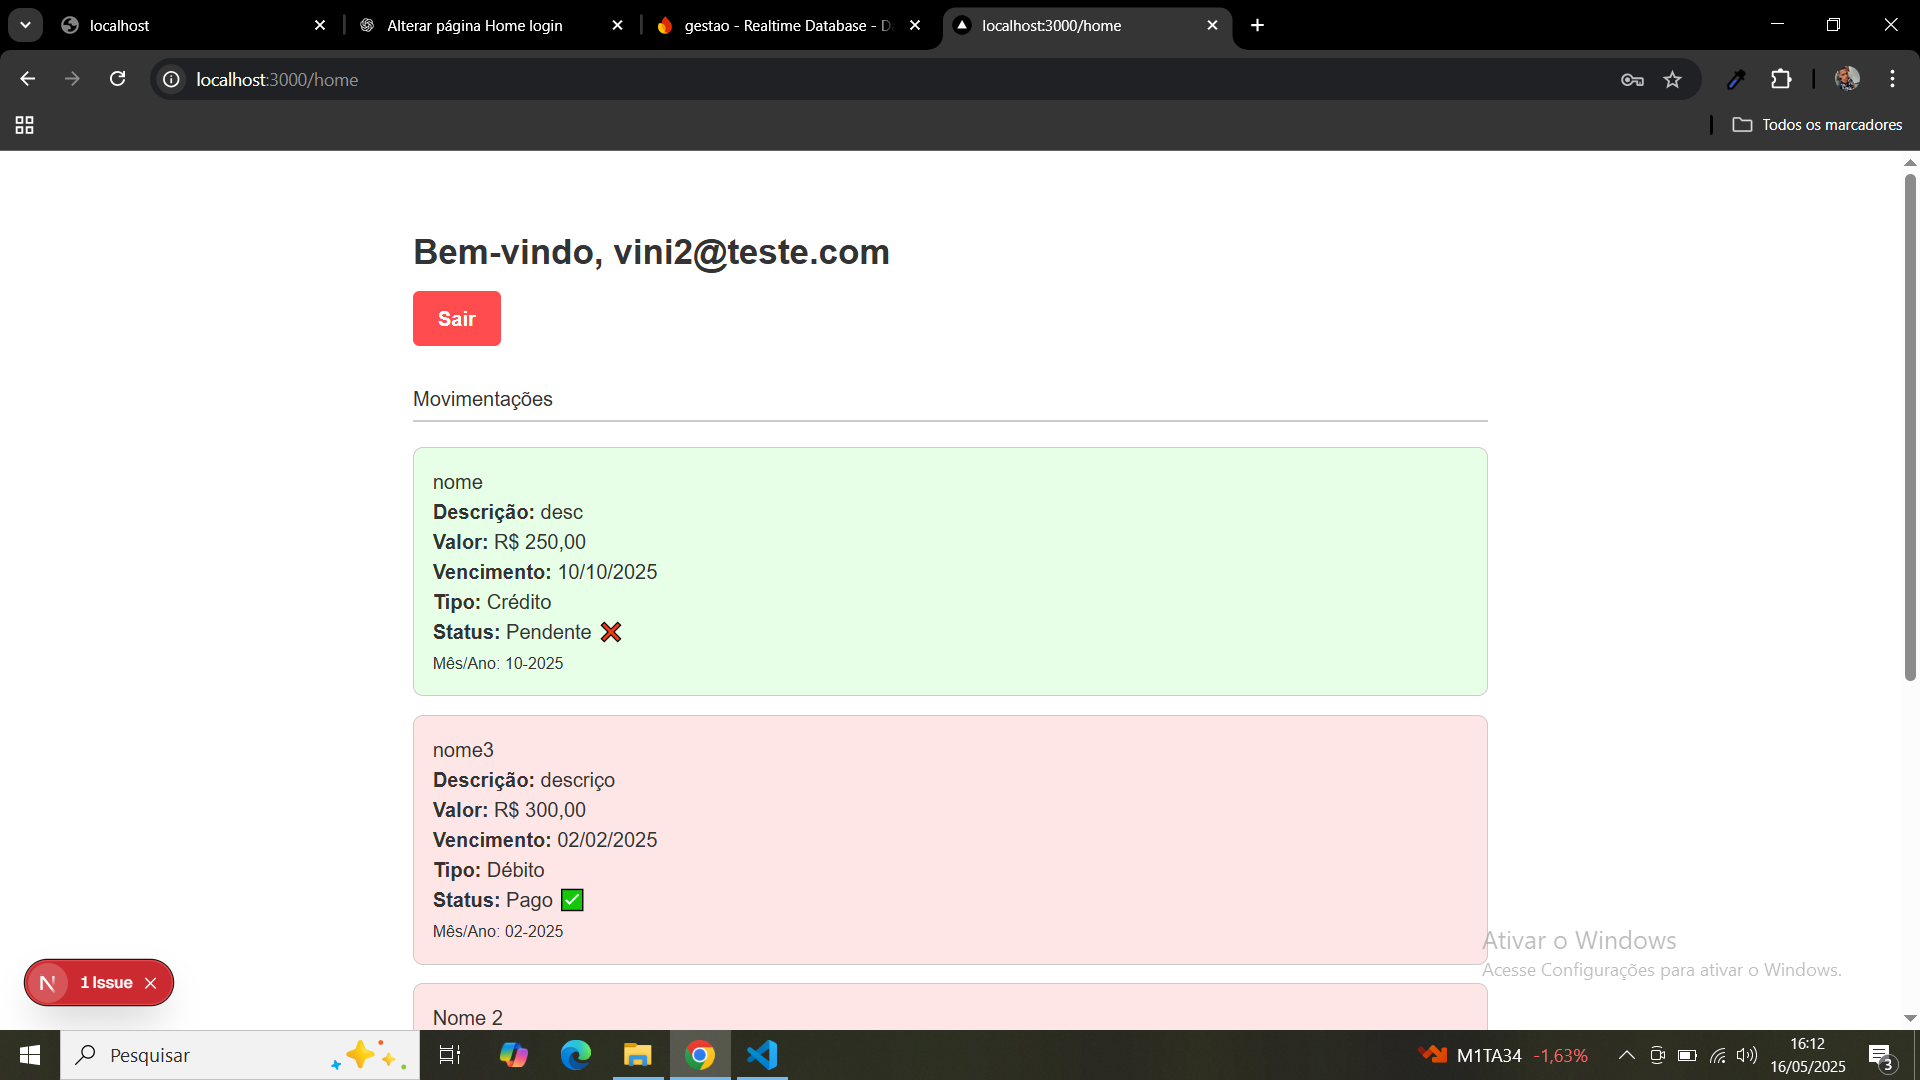 localhost
Alterar página Home login
gestao - Realtime Database - D
localhost:3000/home
localhost:3000/home
Todos os marcadores
Bem-vindo, vini2@teste.com
Sair
Movimentações
nome
Descrição: desc
Valor: R$ 250,00
Vencimento: 10/10/2025
Tipo: Crédito
Status: Pendente ❌
Mês/Ano: 10-2025
nome3
Descrição: descriço
Valor: R$ 300,00
Vencimento: 02/02/2025
Tipo: Débito
Status: Pago ✅
Mês/Ano: 02-2025
Nome 2
N 1 Issue
Ativar o Windows
Acesse Configurações para ativar o Windows.
Pesquisar
M1TA34 -1,63%
16:12
16/05/2025
3